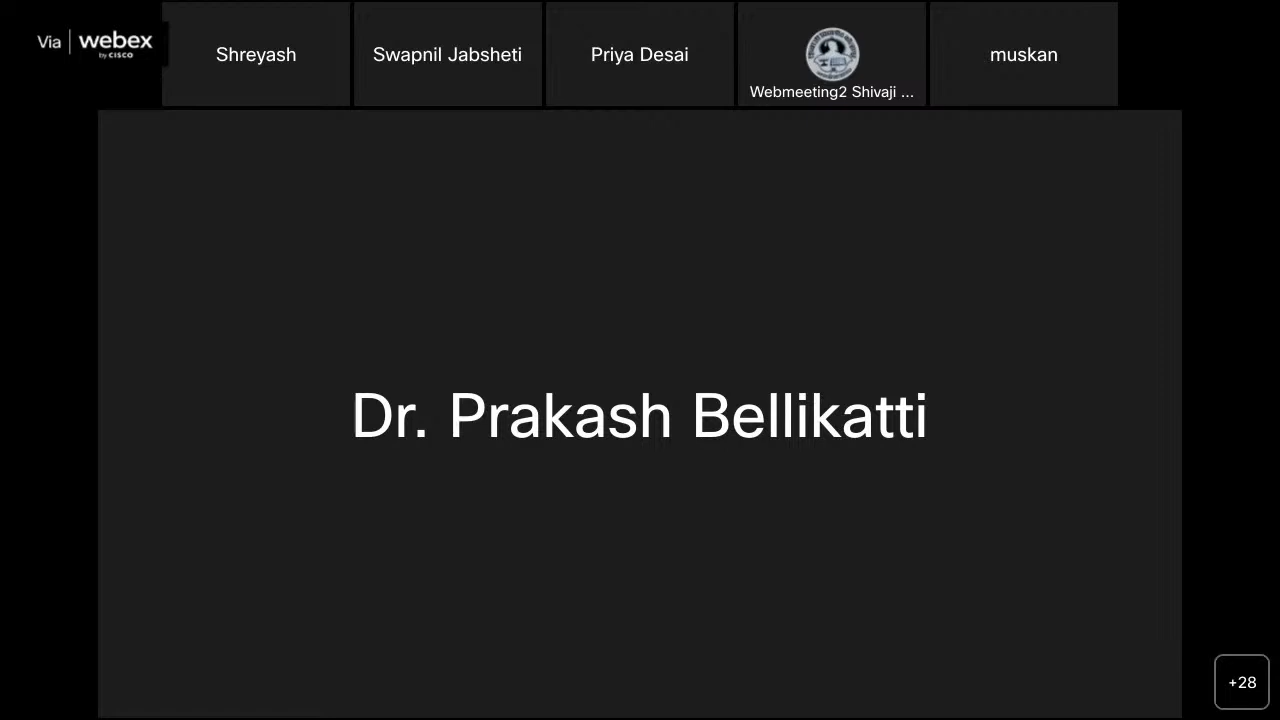 Via webex
by CISCO
Shreyash
Swapnil Jabsheti
Priya Desai
Webmeeting2 Shivaji ...
muskan
Dr. Prakash Bellikatti
+28